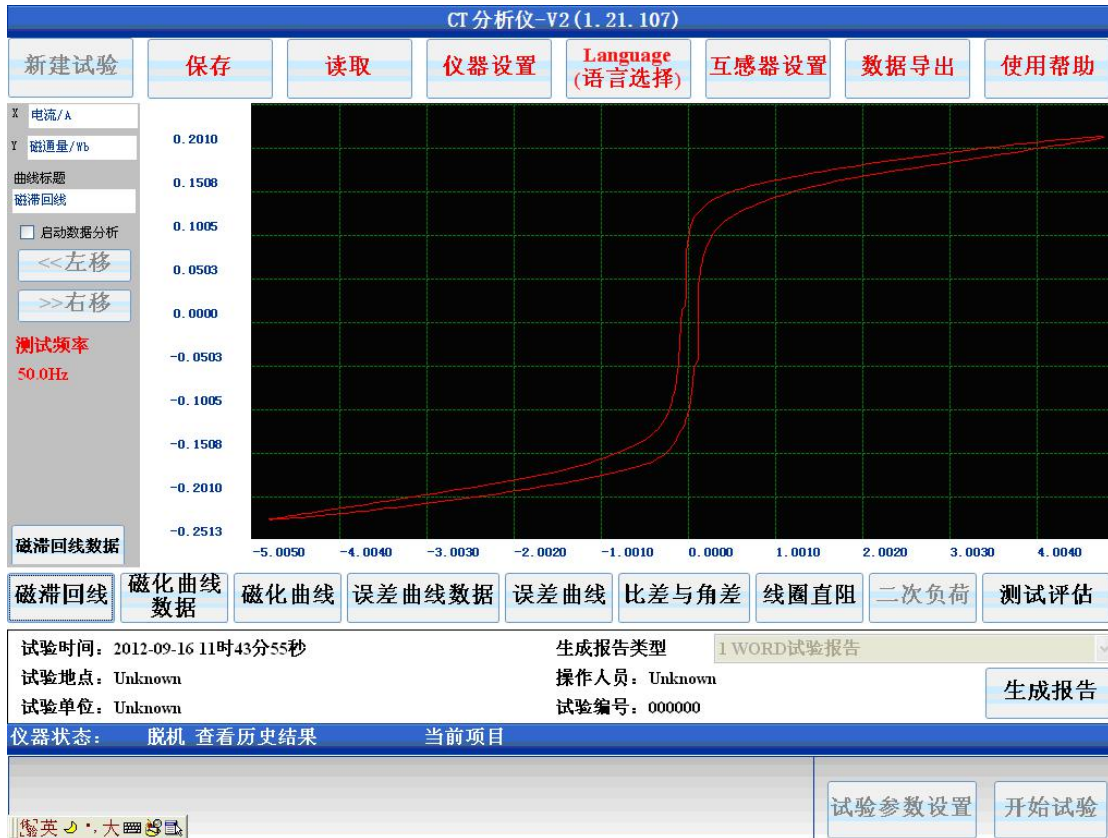 CT分析仪-V2(1.21.107)
新建试验 保存 读取 仪器设置 Language 互感器设置 数据导出 使用帮助
(语言选择)
X 电流/A
Y 磁通量/Wb
曲线标题
磁滞回线
启动数据分析
<<左移
>>右移
测试频率
50.0Hz
磁滞回线数据
0.2010
0.1508
0.1005
0.0503
0.0000
-0.0503
-0.1005
-0.1508
-0.2010
-0.2513
-5.0050 -4.0040 -3.0030 -2.0020 -1.0010 0.0000 1.0010 2.0020 3.0030 4.0040
磁滞回线 磁化曲线 磁化曲线 误差曲线数据 误差曲线 比差与角差 线圈直阻 二次负荷 测试评估
数据
试验时间：2012-09-16 11时43分55秒 生成报告类型 1 WORD试验报告
试验地点：Unknown 操作人员：Unknown
试验单位：Unknown 试验编号：000000
生成报告
仪器状态： 脱机 查看历史结果 当前项目
试验参数设置 开始试验
英 大